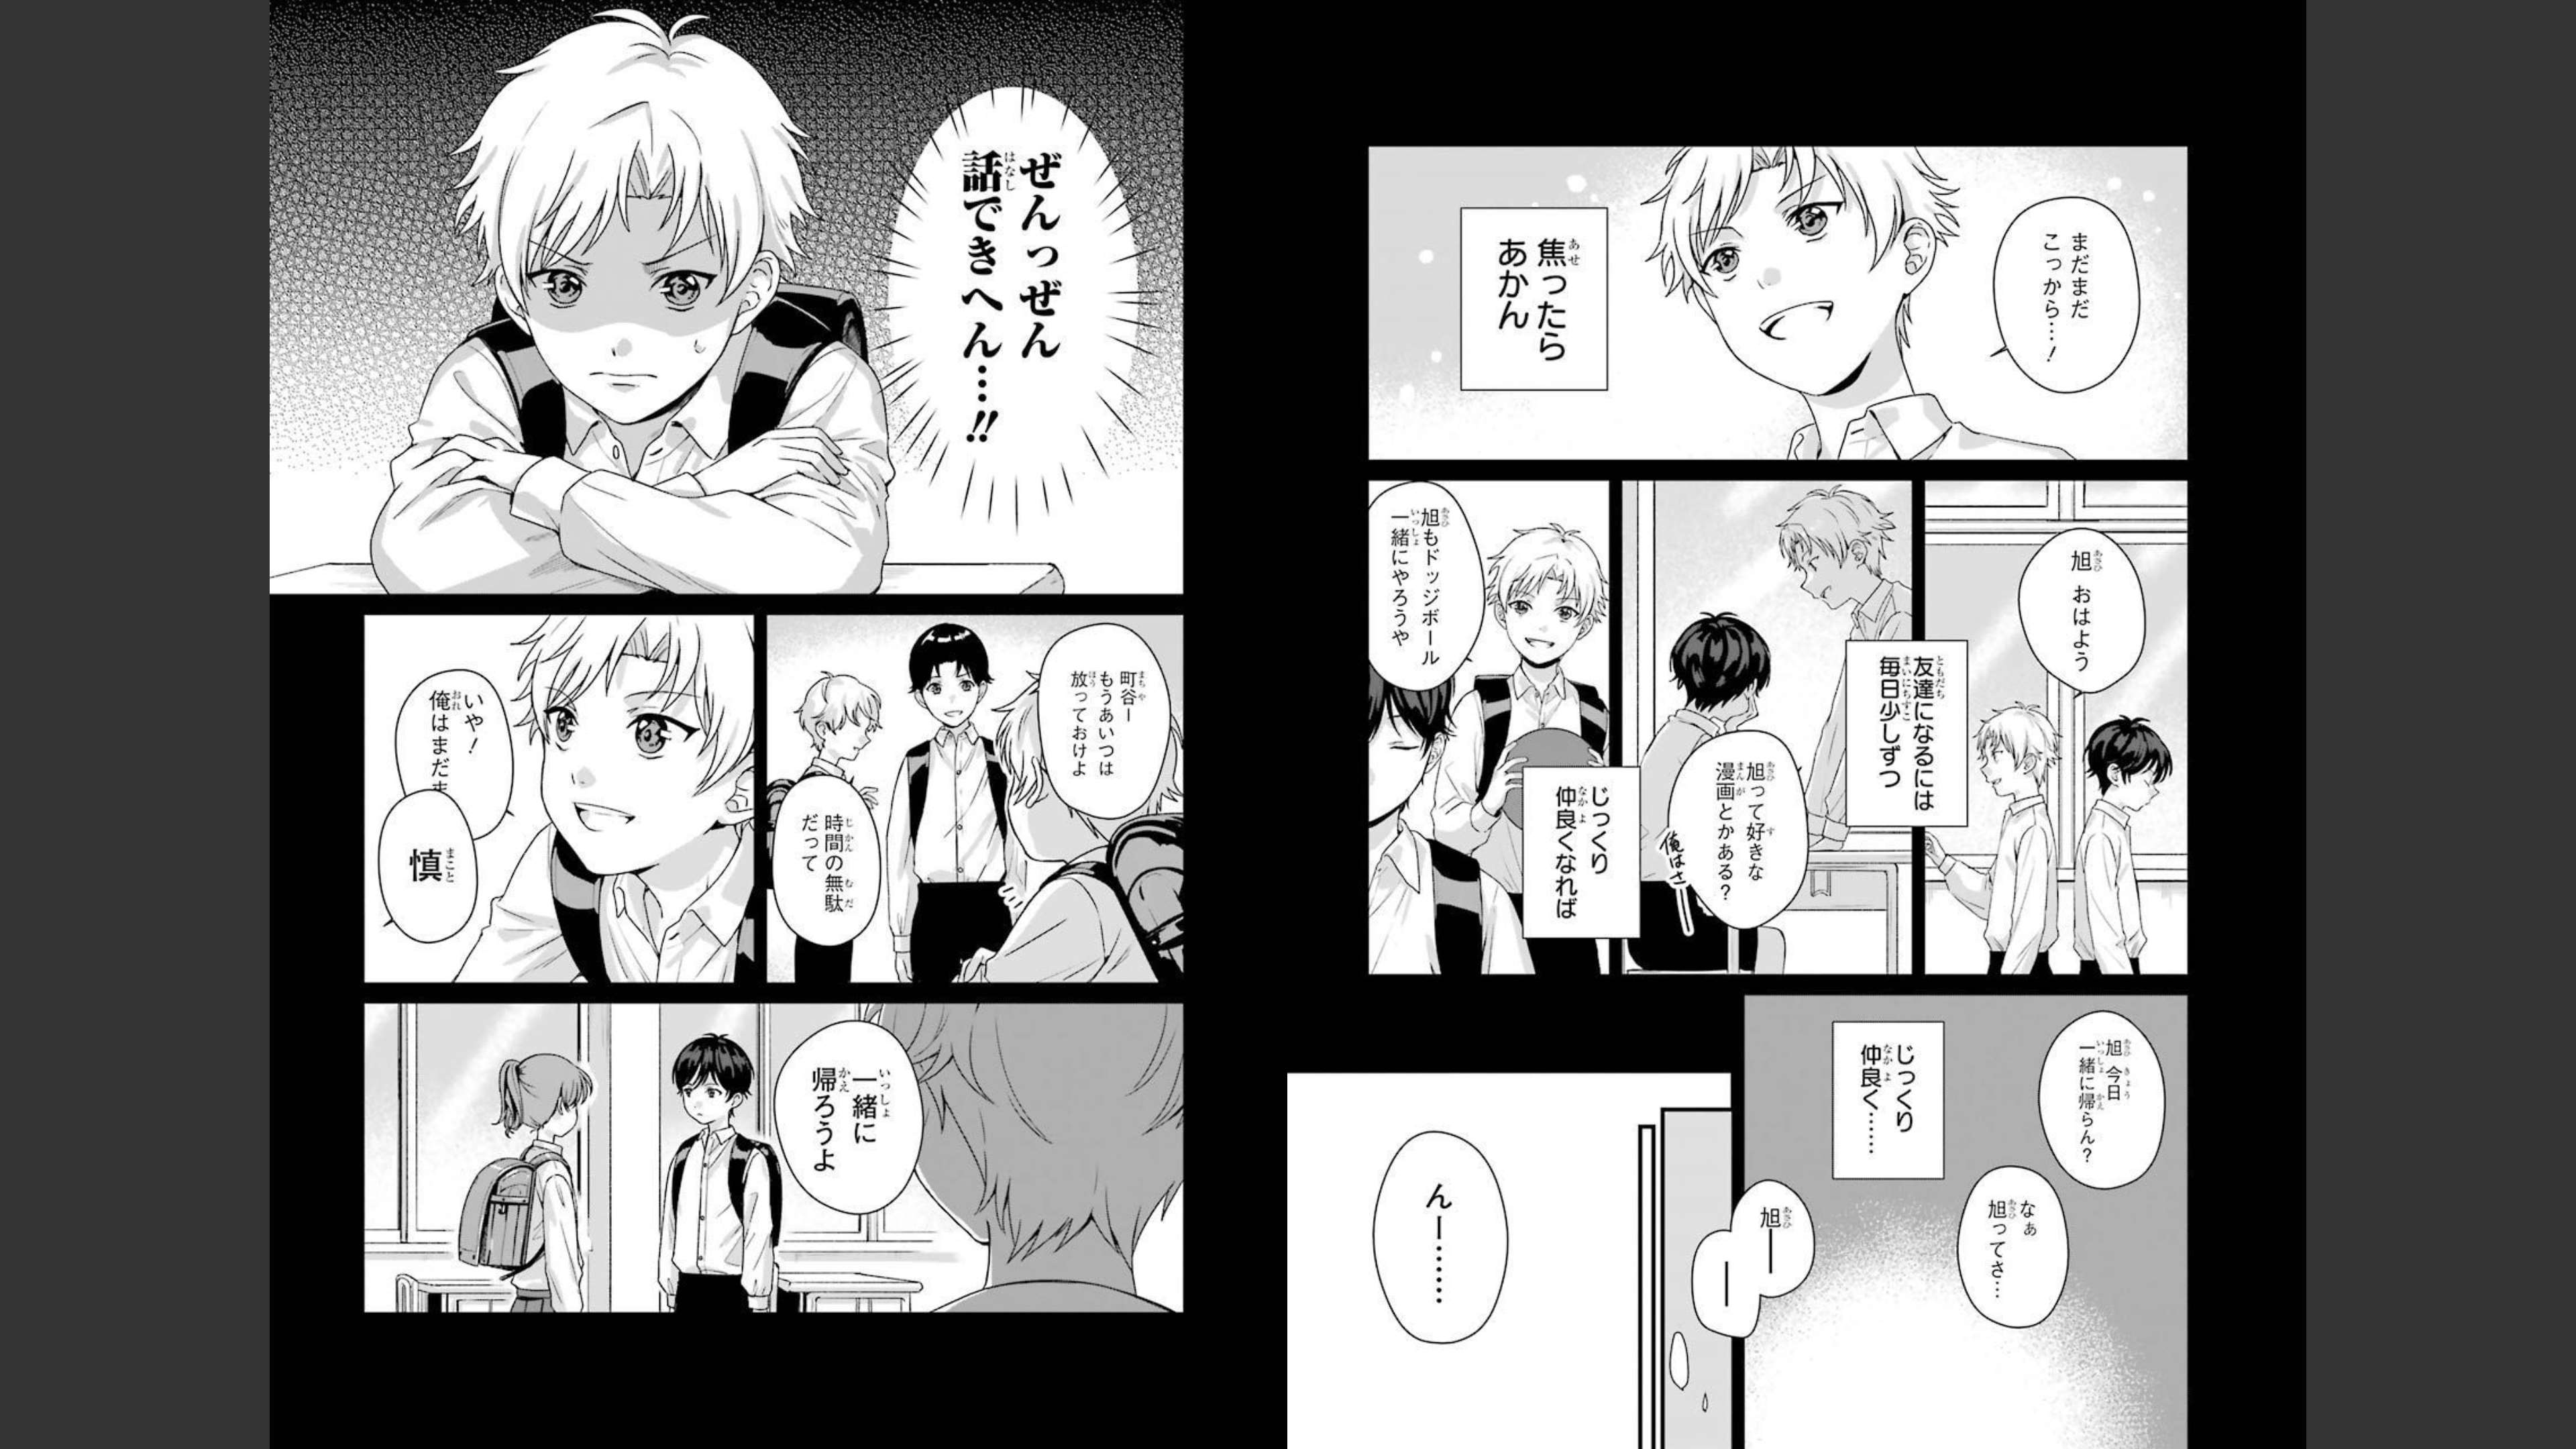 まだまだ
こっから…!
焦ったら
あかん
旭 おはよう
友達になるには
毎日少しずつ
旭って好きな
漫画とかある?
俺はさー
旭もドッジボール
一緒にやろうや
じっくり
仲良くなれば
旭 今日
一緒に帰らん?
じっくり
仲良く……
なぁ
旭ってさ…
旭ー
ー
んー……
ぜんっぜん
話できへん…!!
町谷ー
もうあいつは
放っておけよ
時間の無駄
だって
いや!
俺はまだま
慎
一緒に
帰ろうよ